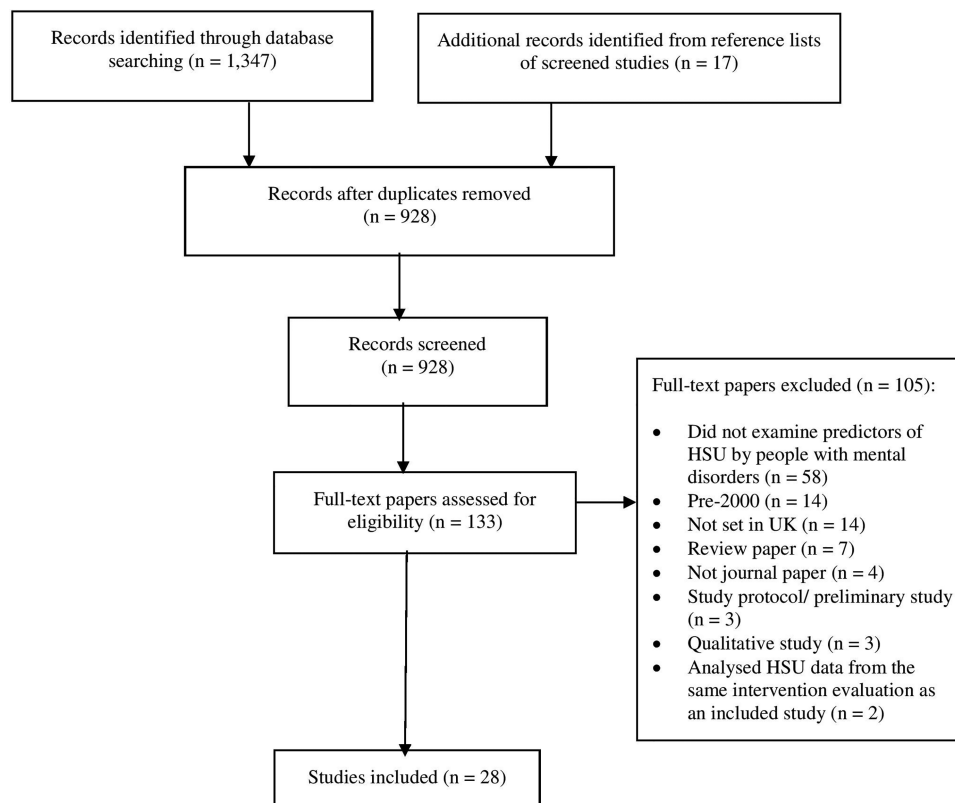 Records identified through database
searching (n = 1,347)
Additional records identified from reference lists
of screened studies (n = 17)
Records after duplicates removed
(n = 928)
Records screened
(n = 928)
Full-text papers assessed for
eligibility (n = 133)
Full-text papers excluded (n = 105):
• Did not examine predictors of
HSU by people with mental
disorders (n = 58)
• Pre-2000 (n = 14)
• Not set in UK (n = 14)
• Review paper (n = 7)
• Not journal paper (n = 4)
• Study protocol/ preliminary study
(n = 3)
• Qualitative study (n = 3)
• Analysed HSU data from the
same intervention evaluation as
an included study (n = 2)
Studies included (n = 28)